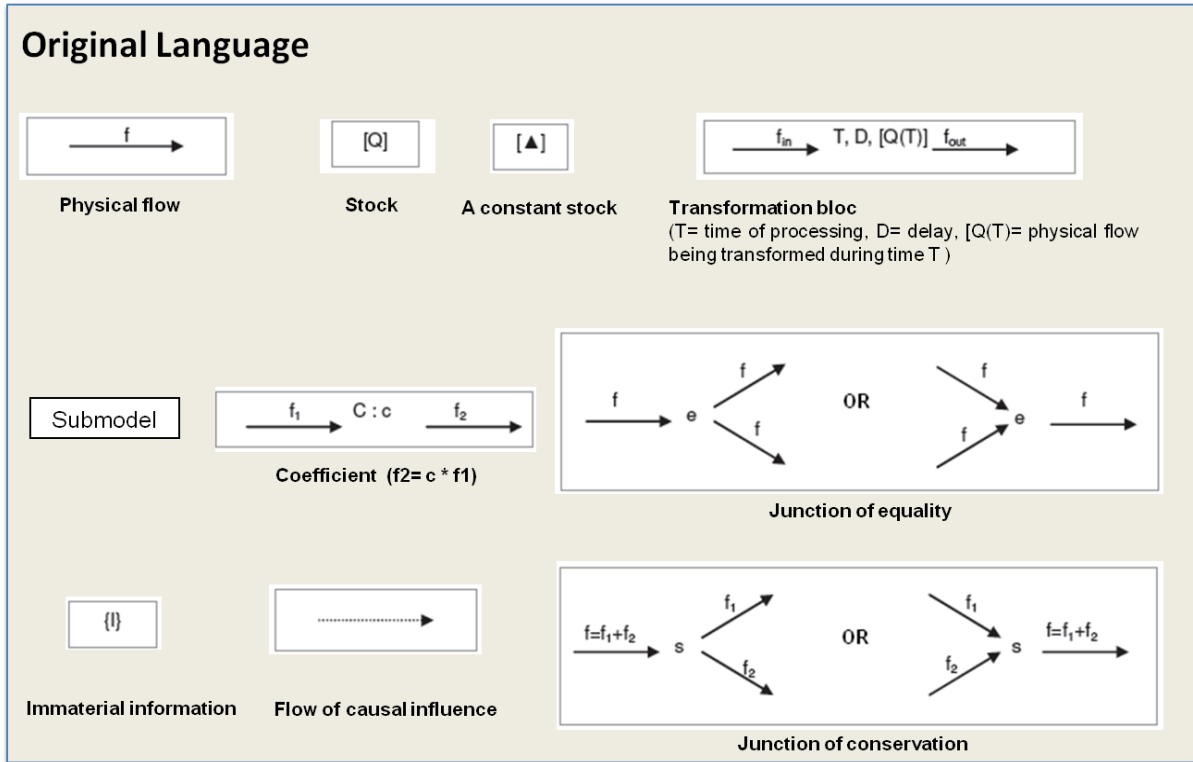 Original Language
f
[Q]
[▲]
f_in T, D, [Q(T)] f_out
Physical flow
Stock
A constant stock
Transformation bloc
(T= time of processing, D= delay, [Q(T)= physical flow
being transformed during time T )
Submodel
f₁ C : c f₂
Coefficient (f2= c * f1)
f e f f
OR
f f e f
Junction of equality
{I}
Immaterial information
Flow of causal influence
f=f₁+f₂ s f₁ f₂
OR
f₁ f₂ s f=f₁+f₂
Junction of conservation